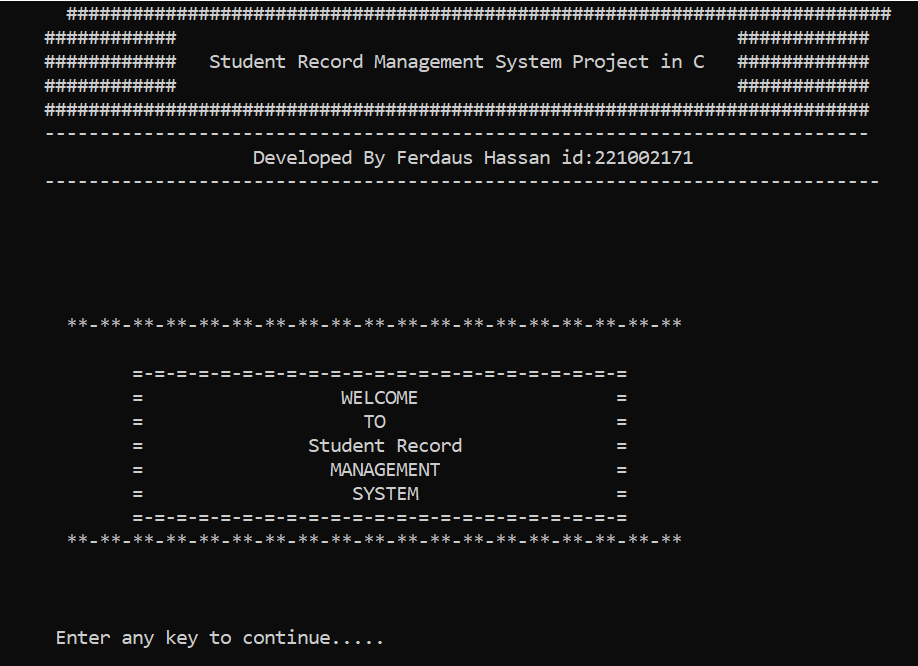 ###########################################################################
############                                                   ############
############   Student Record Management System Project in C   ############
############                                                   ############
###########################################################################
---------------------------------------------------------------------------
Developed By Ferdaus Hassan id:221002171
----------------------------------------------------------------------------
**-**-**-**-**-**-**-**-**-**-**-**-**-**-**-**-**-**-**
=-=-=-=-=-=-=-=-=-=-=-=-=-=-=-=-=-=-=-=-=-=-=
=                  WELCOME                  =
=                    TO                     =
=               Student Record              =
=                 MANAGEMENT                =
=                   SYSTEM                  =
=-=-=-=-=-=-=-=-=-=-=-=-=-=-=-=-=-=-=-=-=-=-=
**-**-**-**-**-**-**-**-**-**-**-**-**-**-**-**-**-**-**
Enter any key to continue.....